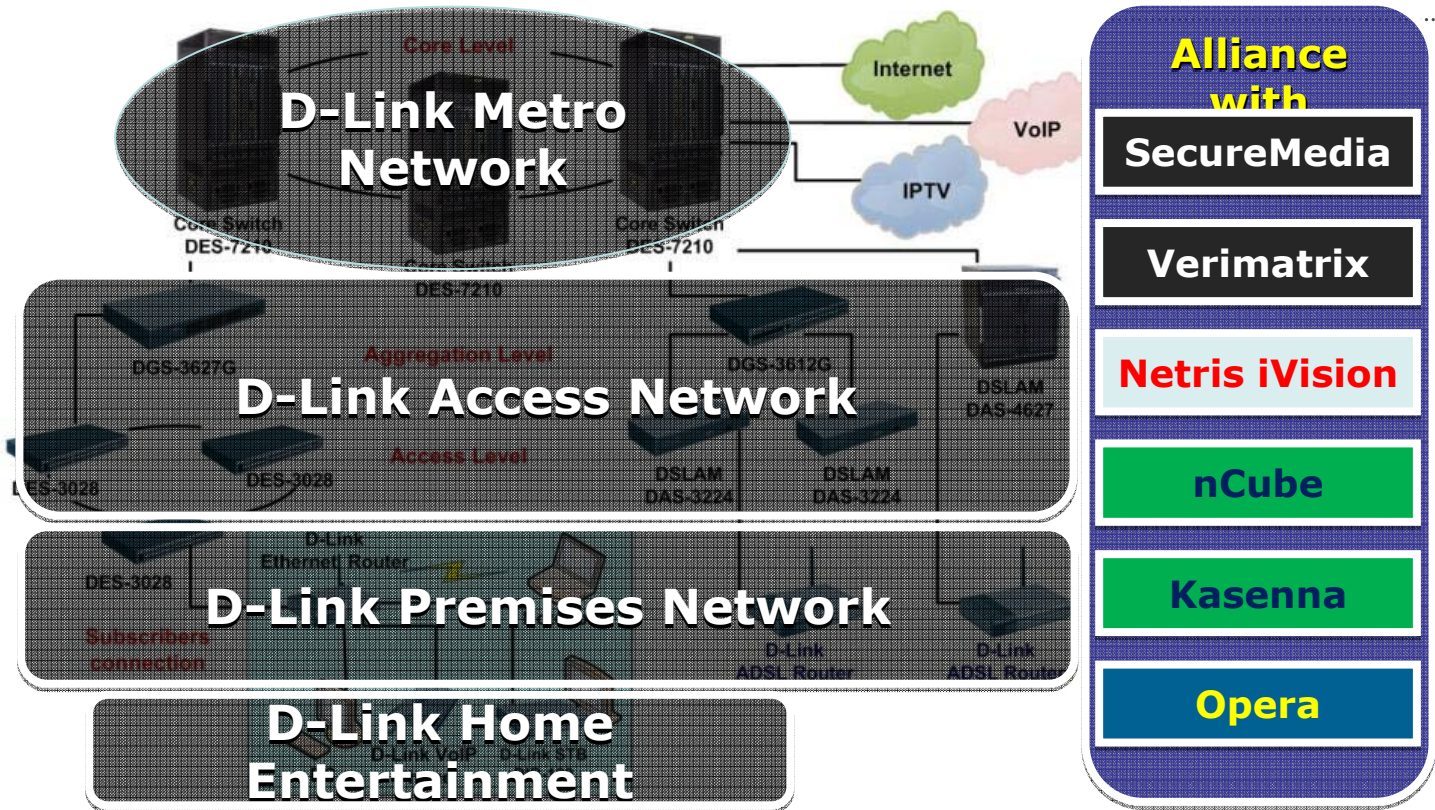 Core Level
D-Link Metro
Network
Internet
VoIP
IPTV
Core Switch
DES-7210
Core Switch
DES-7210
Core Switch
DES-7210
DGS-3627G
Aggregation Level
DGS-3612G
DSLAM
DAS-4627
D-Link Access Network
Access Level
DES-3028
DES-3028
DSLAM
DAS-3224
DSLAM
DAS-3224
D-Link
Ethernet Router
DES-3028
D-Link Premises Network
Subscribers
connection
D-Link
ADSL Router
D-Link
ADSL Router
D-Link Home
Entertainment
D-Link VoIP
D-Link STB
Alliance
with
SecureMedia
Verimatrix
Netris iVision
nCube
Kasenna
Opera